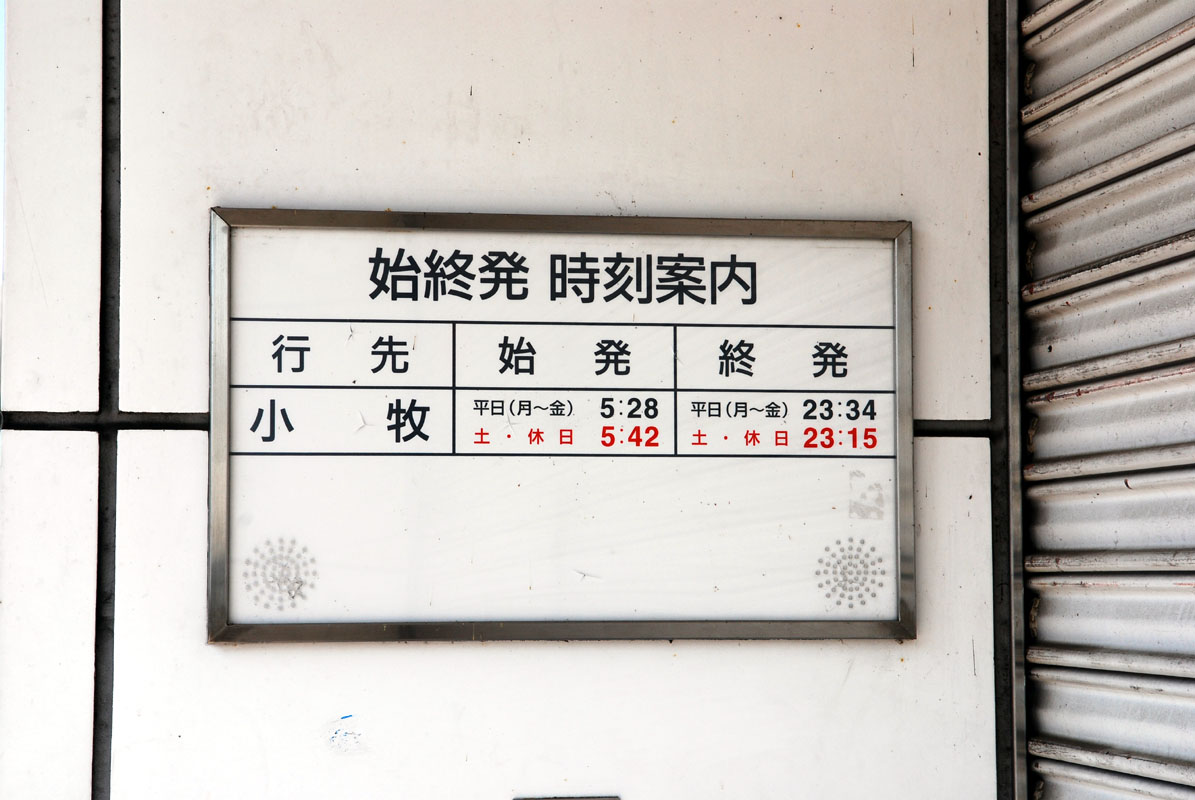 始終発 時刻案内
行先 始発 終発
小牧 平日(月～金) 5:28 平日(月～金) 23:34
土・休日 5:42 土・休日 23:15